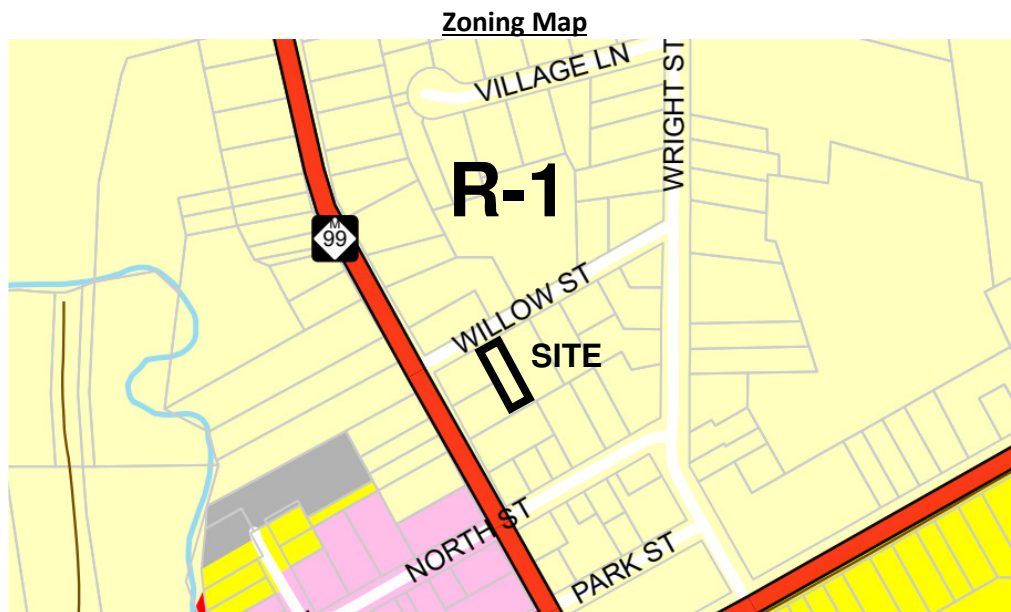 Zoning Map
VILLAGE LN
WRIGHT ST
R-1
M
99
WILLOW ST
SITE
NORTH ST
PARK ST